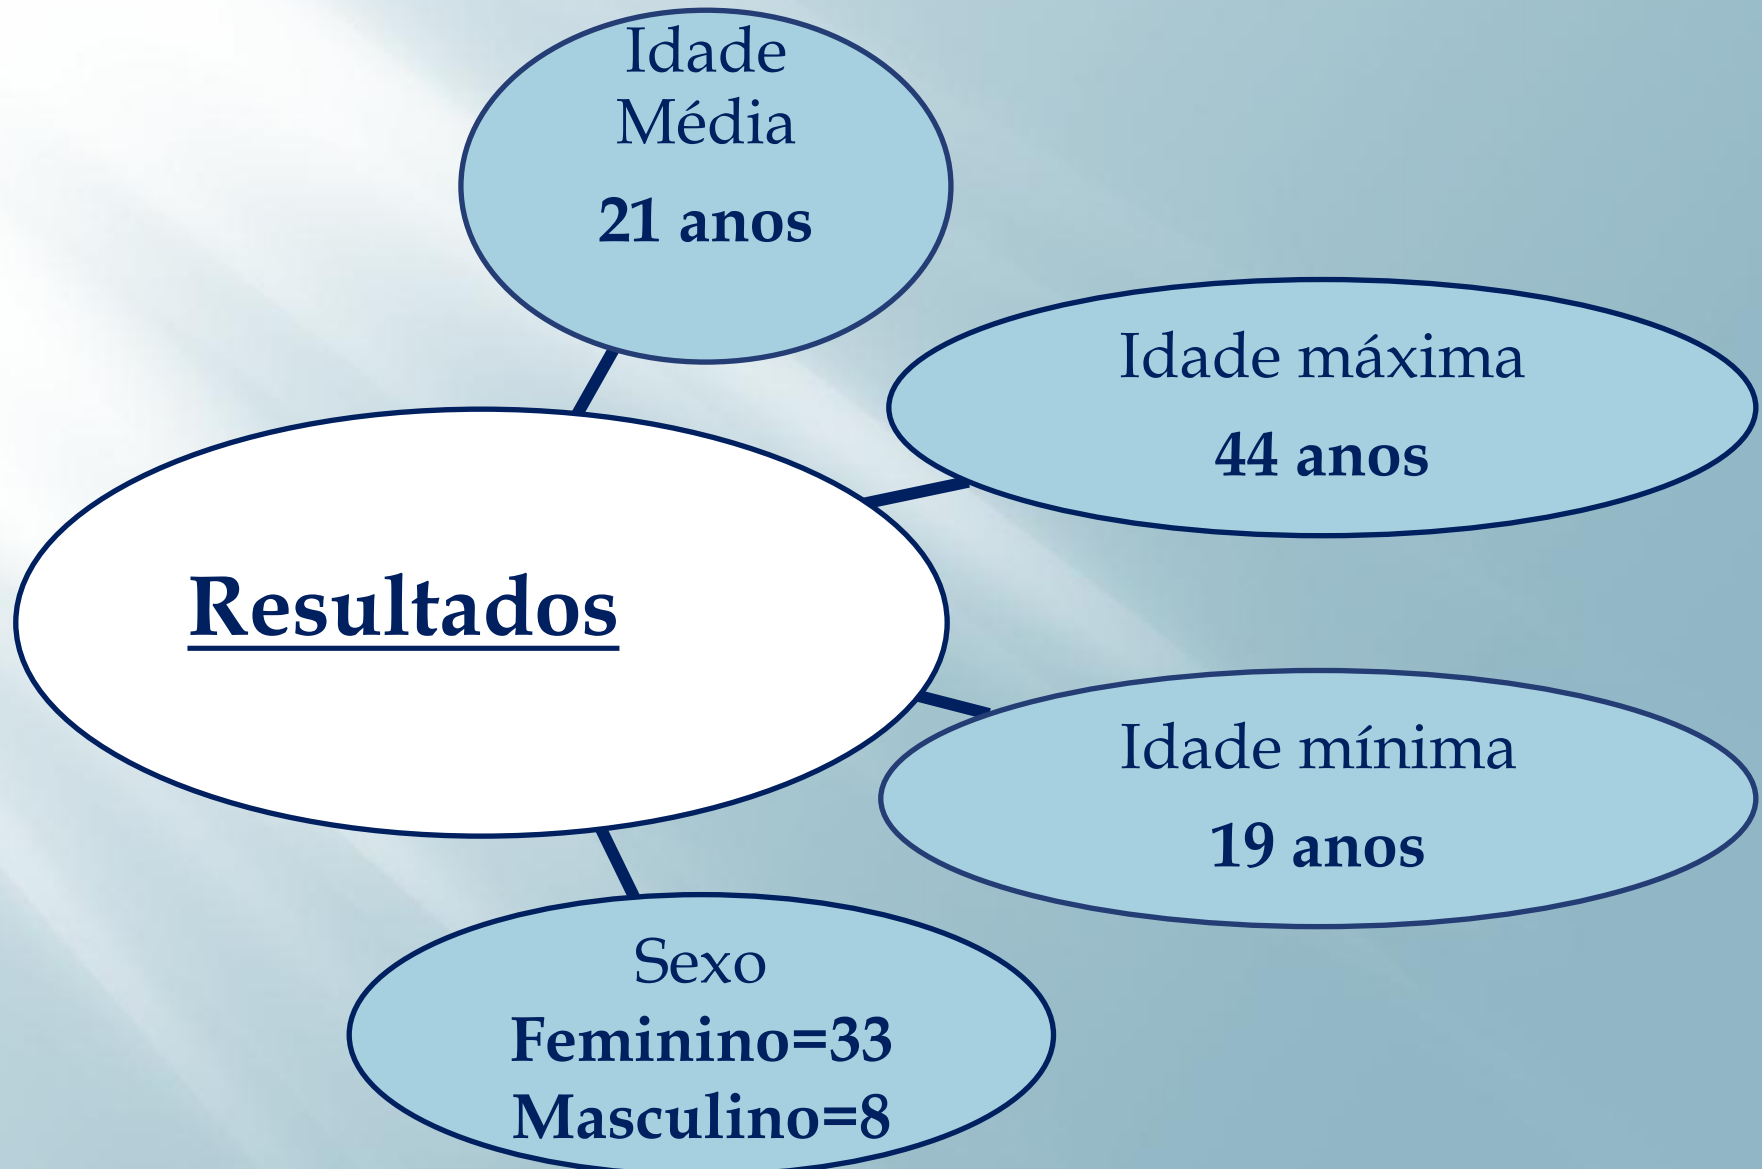 Idade
Média
21 anos
Idade máxima
44 anos
Resultados
Idade mínima
19 anos
Sexo
Feminino=33
Masculino=8